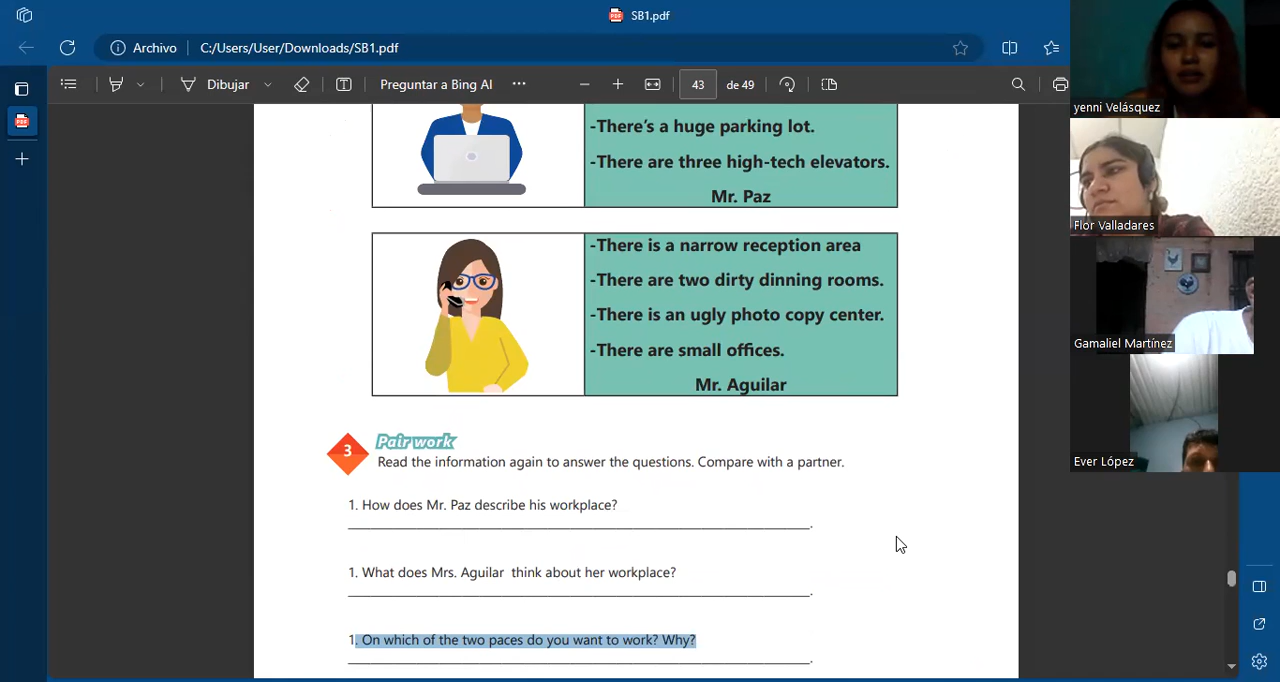 SB1.pdf
Archivo
C:/Users/User/Downloads/SB1.pdf
Dibujar
Preguntar a Bing AI
43
de 49
-There's a huge parking lot.
-There are three high-tech elevators.
Mr. Paz
-There is a narrow reception area
-There are two dirty dinning rooms.
-There is an ugly photo copy center.
-There are small offices.
Mr. Aguilar
3
Pair work
Read the information again to answer the questions. Compare with a partner.
1. How does Mr. Paz describe his workplace?
1. What does Mrs. Aguilar think about her workplace?
1. On which of the two paces do you want to work? Why?
yenni Velásquez
Flor Valladares
Gamaliel Martínez
Ever López